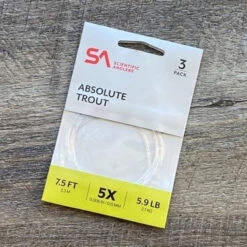 SA
SCIENTIFIC
ANGLERS
3
PACK
ABSOLUTE
TROUT
7.5 FT
5X
5.9 LB